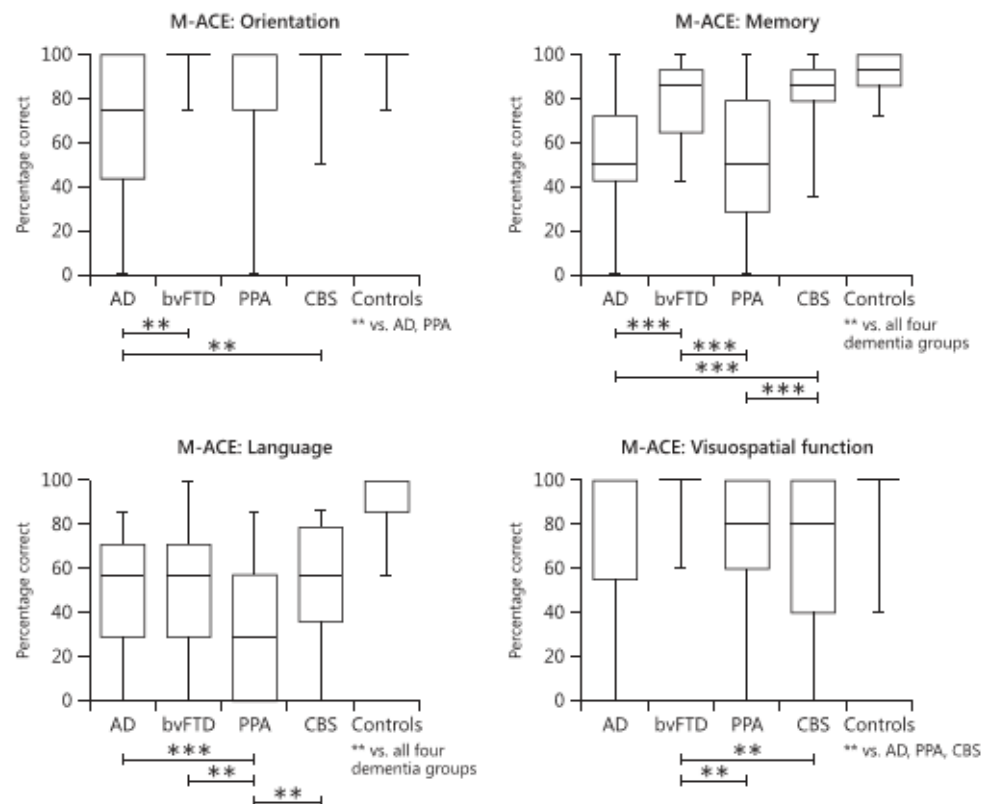 M-ACE: Orientation
Percentage correct
100
80
60
40
20
0
AD bvFTD PPA CBS Controls
** vs. AD, PPA
**
**
M-ACE: Memory
Percentage correct
100
80
60
40
20
0
AD bvFTD PPA CBS Controls
** vs. all four
dementia groups
***
***
***
***
M-ACE: Language
Percentage correct
100
80
60
40
20
0
AD bvFTD PPA CBS Controls
** vs. all four
dementia groups
***
**
**
M-ACE: Visuospatial function
Percentage correct
100
80
60
40
20
0
AD bvFTD PPA CBS Controls
** vs. AD, PPA, CBS
**
**